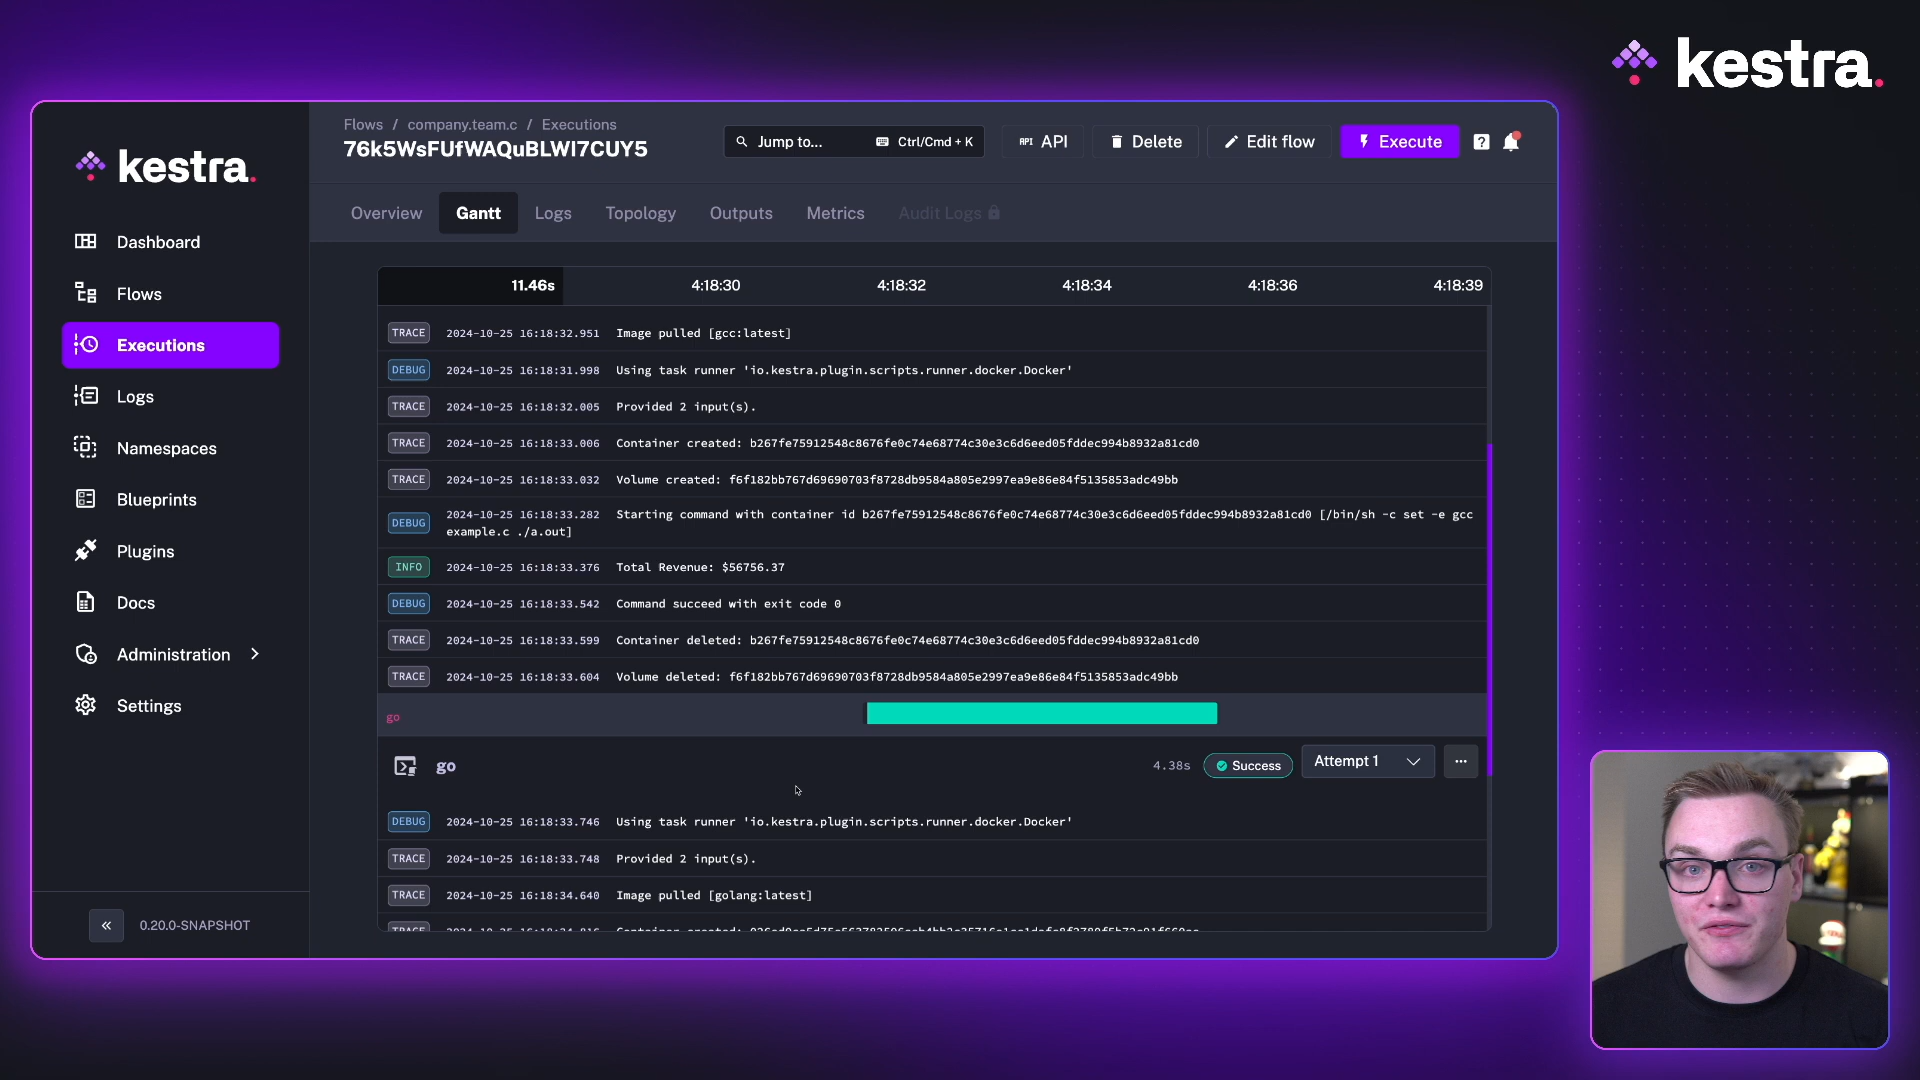 kestra.
kestra.
Dashboard
Flows
Executions
Logs
Namespaces
Blueprints
Plugins
Docs
Administration
Settings
0.20.0-SNAPSHOT
Flows / company.team.c / Executions
76k5WsFUfWAQuBLWI7CUY5
Jump to... Ctrl/Cmd + K
API API
Delete
Edit flow
Execute
Overview Gantt Logs Topology Outputs Metrics Audit Logs
11.46s 4:18:30 4:18:32 4:18:34 4:18:36 4:18:39
TRACE 2024-10-25 16:18:32.951 Image pulled [gcc:latest]
DEBUG 2024-10-25 16:18:31.998 Using task runner 'io.kestra.plugin.scripts.runner.docker.Docker'
TRACE 2024-10-25 16:18:32.005 Provided 2 input(s).
TRACE 2024-10-25 16:18:33.006 Container created: b267fe75912548c8676fe0c74e68774c30e3c6d6eed05fddec994b8932a81cd0
TRACE 2024-10-25 16:18:33.032 Volume created: f6f182bb767d69690703f8728db9584a805e2997ea9e86e84f5135853adc49bb
DEBUG 2024-10-25 16:18:33.282 Starting command with container id b267fe75912548c8676fe0c74e68774c30e3c6d6eed05fddec994b8932a81cd0 [/bin/sh -c set -e gcc
example.c ./a.out]
INFO 2024-10-25 16:18:33.376 Total Revenue: $56756.37
DEBUG 2024-10-25 16:18:33.542 Command succeed with exit code 0
TRACE 2024-10-25 16:18:33.599 Container deleted: b267fe75912548c8676fe0c74e68774c30e3c6d6eed05fddec994b8932a81cd0
TRACE 2024-10-25 16:18:33.604 Volume deleted: f6f182bb767d69690703f8728db9584a805e2997ea9e86e84f5135853adc49bb
go
go 4.38s Success Attempt 1
DEBUG 2024-10-25 16:18:33.746 Using task runner 'io.kestra.plugin.scripts.runner.docker.Docker'
TRACE 2024-10-25 16:18:33.748 Provided 2 input(s).
TRACE 2024-10-25 16:18:34.640 Image pulled [golang:latest]
TRACE 2024-10-25 16:18:34.816 Container created: